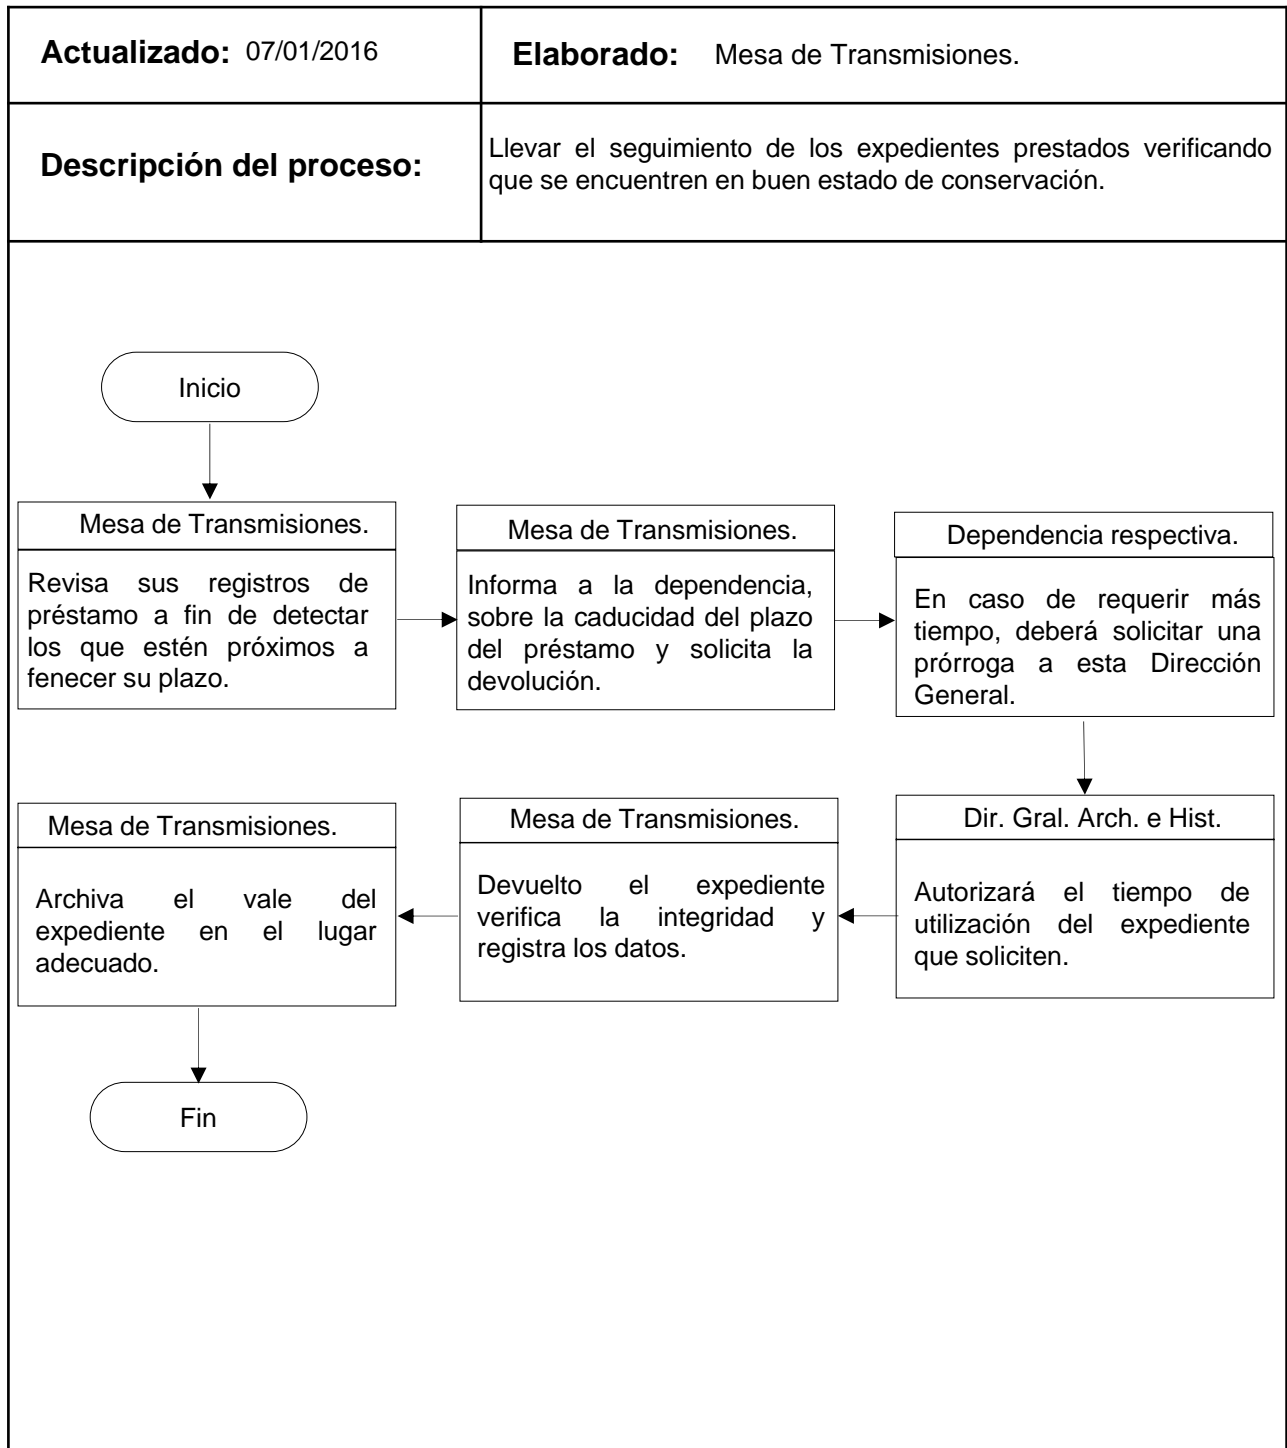 Actualizado: 07/01/2016
Elaborado: Mesa de Transmisiones.
Descripción del proceso:
Llevar el seguimiento de los expedientes prestados verificando
que se encuentren en buen estado de conservación.
Inicio
Mesa de Transmisiones.
Revisa sus registros de
préstamo a fin de detectar
los que estén próximos a
fenecer su plazo.
Mesa de Transmisiones.
Informa a la dependencia,
sobre la caducidad del plazo
del préstamo y solicita la
devolución.
Dependencia respectiva.
En caso de requerir más
tiempo, deberá solicitar una
prórroga a esta Dirección
General.
Dir. Gral. Arch. e Hist.
Autorizará el tiempo de
utilización del expediente
que soliciten.
Mesa de Transmisiones.
Devuelto el expediente
verifica la integridad y
registra los datos.
Mesa de Transmisiones.
Archiva el vale del
expediente en el lugar
adecuado.
Fin